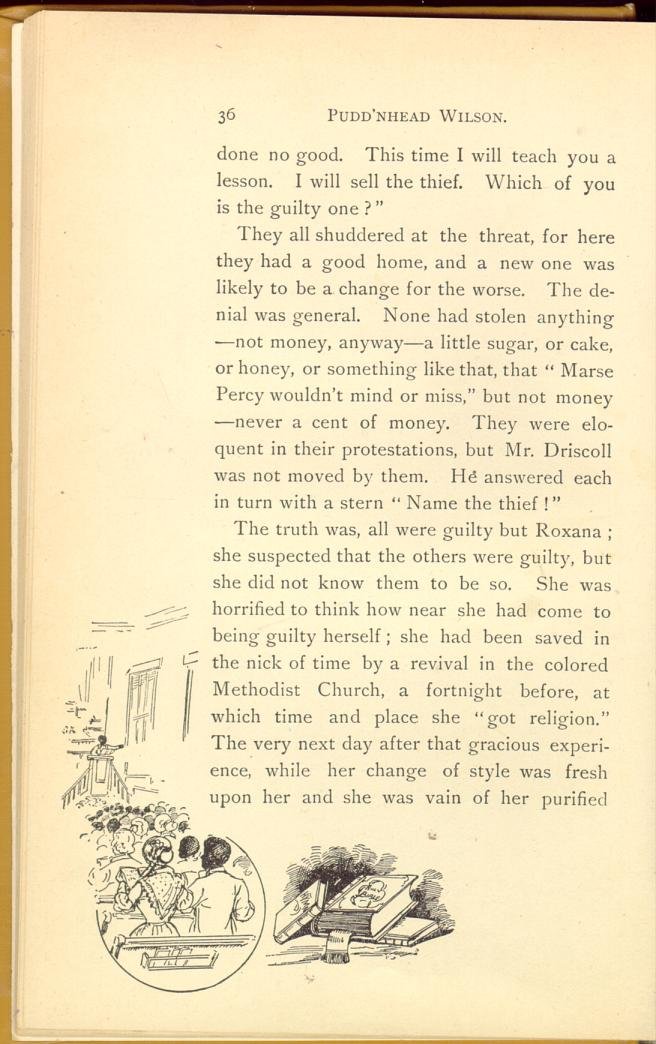 36 PUDD'NHEAD WILSON.
done no good. This time I will teach you a
lesson. I will sell the thief. Which of you
is the guilty one ?"
They all shuddered at the threat, for here
they had a good home, and a new one was
likely to be a change for the worse. The de-
nial was general. None had stolen anything
—not money, anyway—a little sugar, or cake,
or honey, or something like that, that " Marse
Percy wouldn't mind or miss," but not money
—never a cent of money. They were elo-
quent in their protestations, but Mr. Driscoll
was not moved by them. He answered each
in turn with a stern " Name the thief !"
The truth was, all were guilty but Roxana ;
she suspected that the others were guilty, but
she did not know them to be so. She was
horrified to think how near she had come to
being guilty herself ; she had been saved in
the nick of time by a revival in the colored
Methodist Church, a fortnight before, at
which time and place she "got religion."
The very next day after that gracious experi-
ence, while her change of style was fresh
upon her and she was vain of her purified